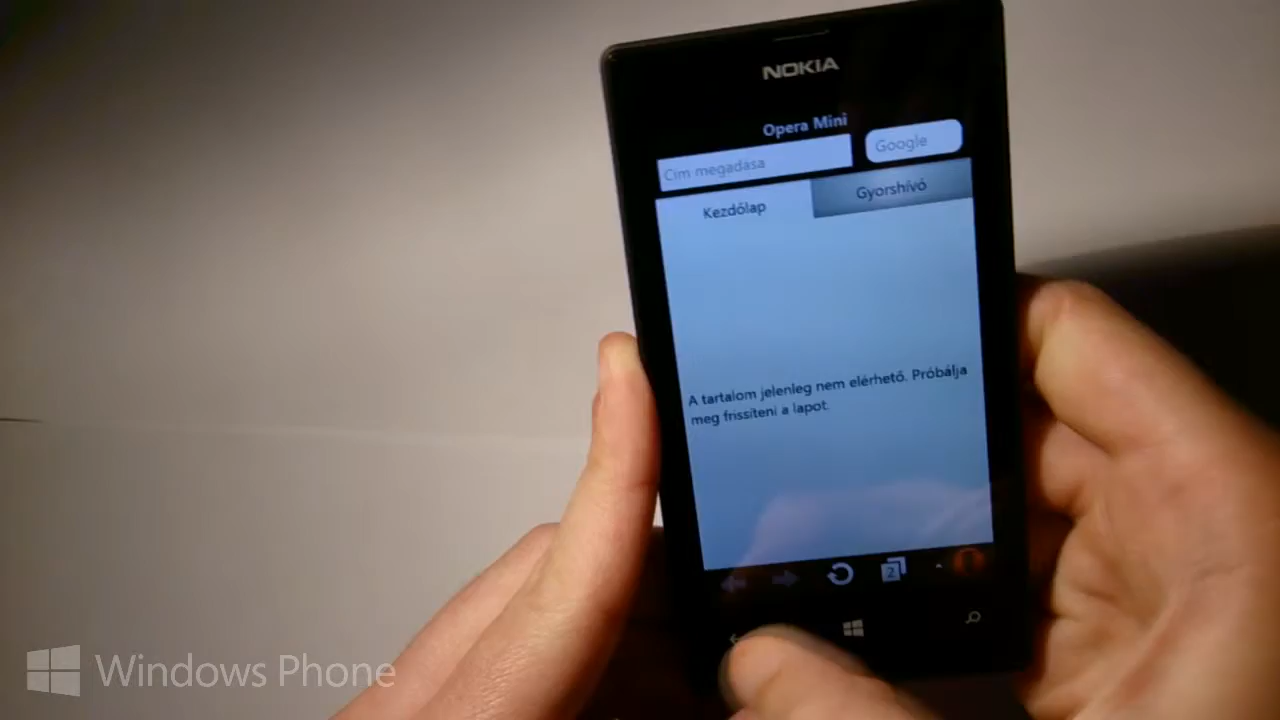 NOKIA
Opera Mini
Cím megadása
Google
Kezdőlap
Gyorshívó
A tartalom jelenleg nem elérhető. Próbálja
meg frissíteni a lapot.
2
Windows Phone